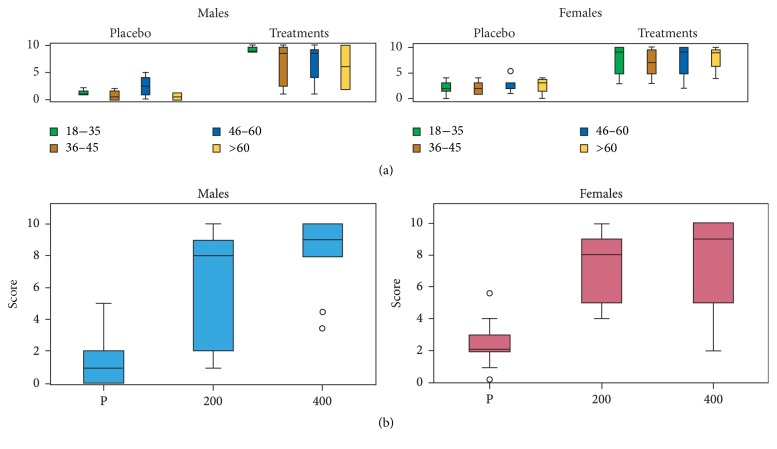 Males
Placebo Treatments
10
5
0
18—35 46–60
36–45 >60
Females
Placebo Treatments
10
5
0
18—35 46–60
36–45 >60
(a)
Males
Score
10
8
6
4
2
0
P 200 400
Females
Score
10
8
6
4
2
0
P 200 400
(b)